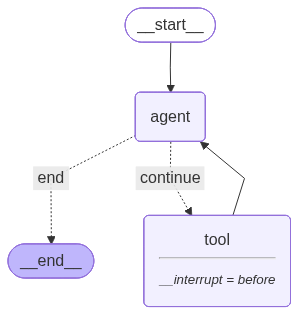 __start__
agent
end
continue
tool
__interrupt = before
__end__